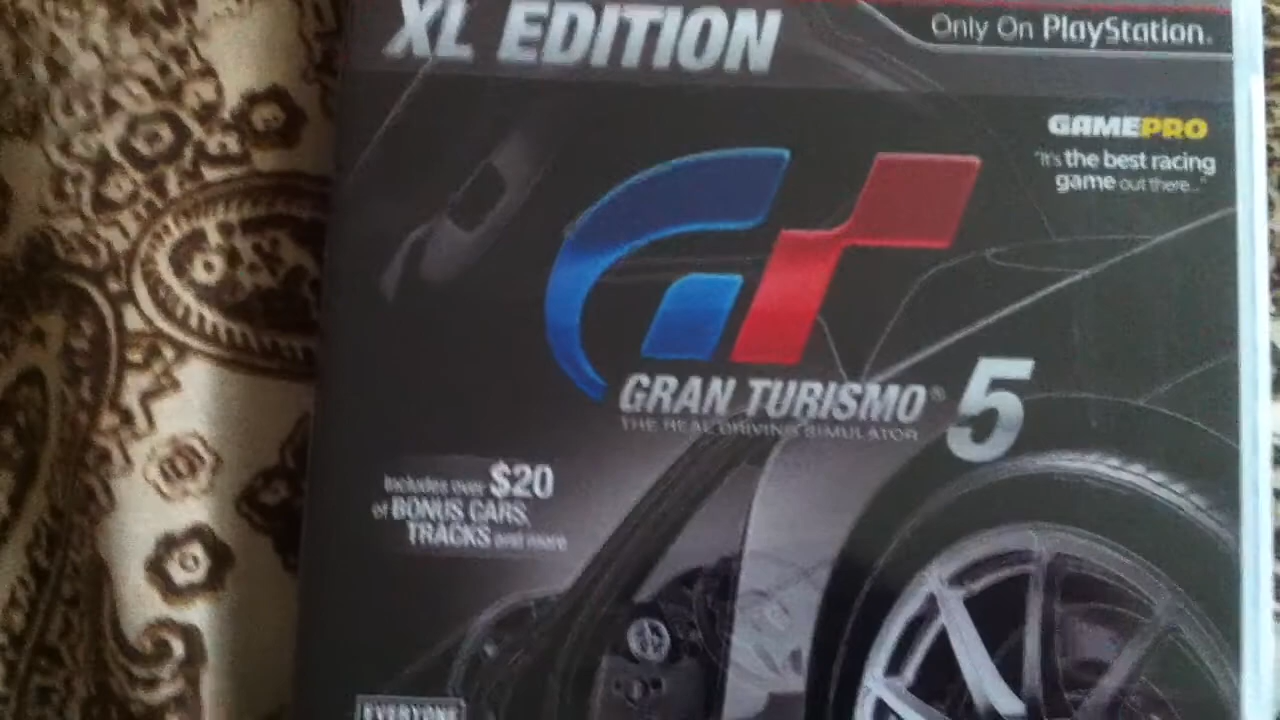 XL EDITION
Only On PlayStation®
GAMEPRO
"It's the best racing
game out there..."
GT
GRAN TURISMO® 5
THE REAL DRIVING SIMULATOR
Includes over $20
of BONUS CARS,
TRACKS and more
EVERYONE